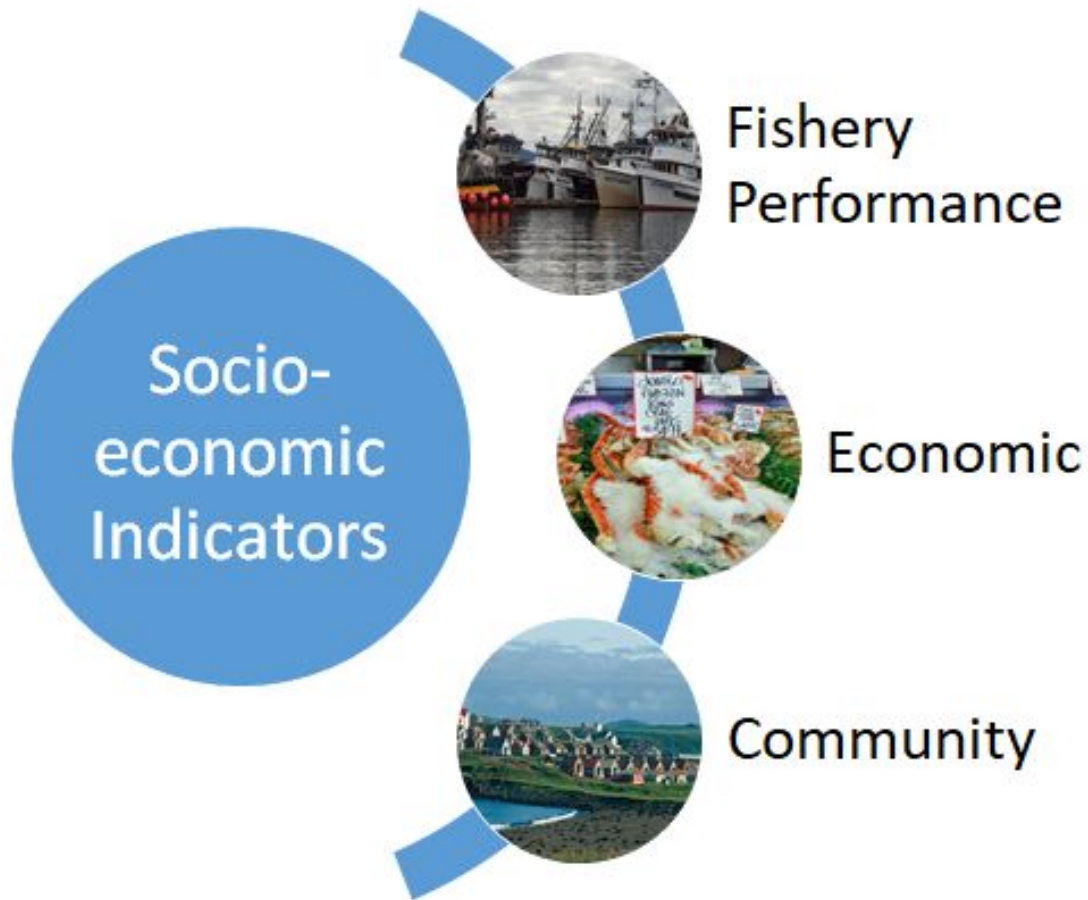 Fishery
Performance
Socio-
economic
Indicators
Economic
Community